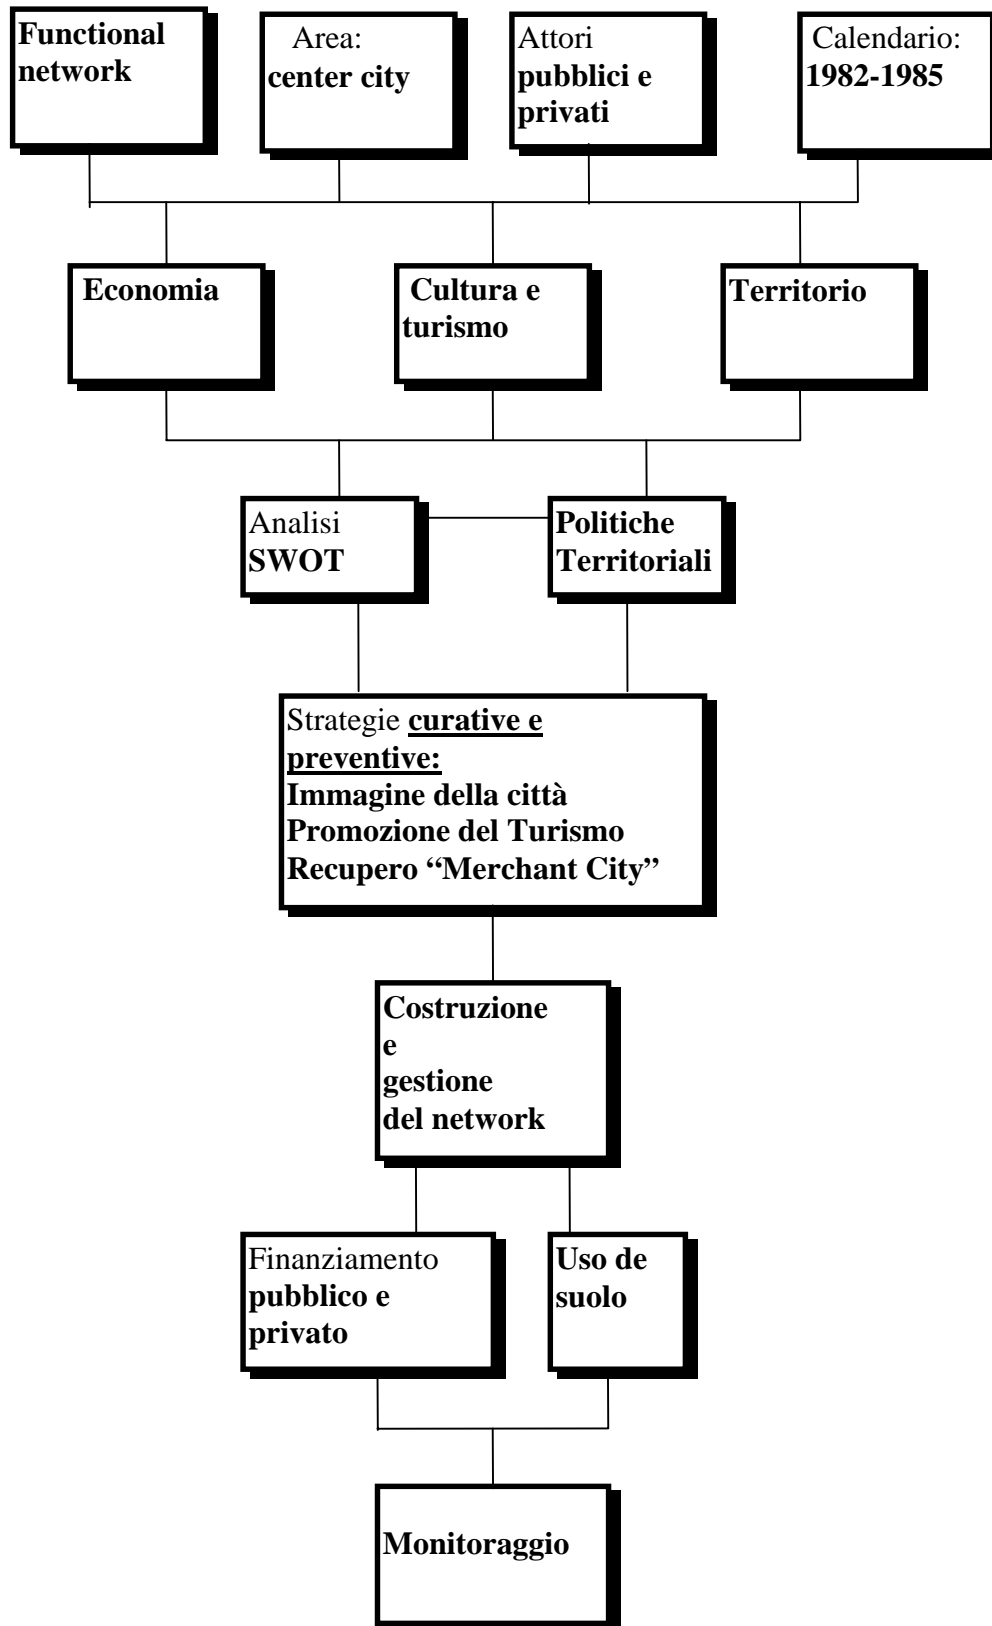 Functional
network
Area:
center city
Attori
pubblici e
privati
Calendario:
1982-1985
Economia
Cultura e
turismo
Territorio
Analisi
SWOT
Politiche
Territoriali
Strategie curative e
preventive:
Immagine della città
Promozione del Turismo
Recupero “Merchant City”
Costruzione
e
gestione
del network
Finanziamento
pubblico e
privato
Uso de
suolo
Monitoraggio